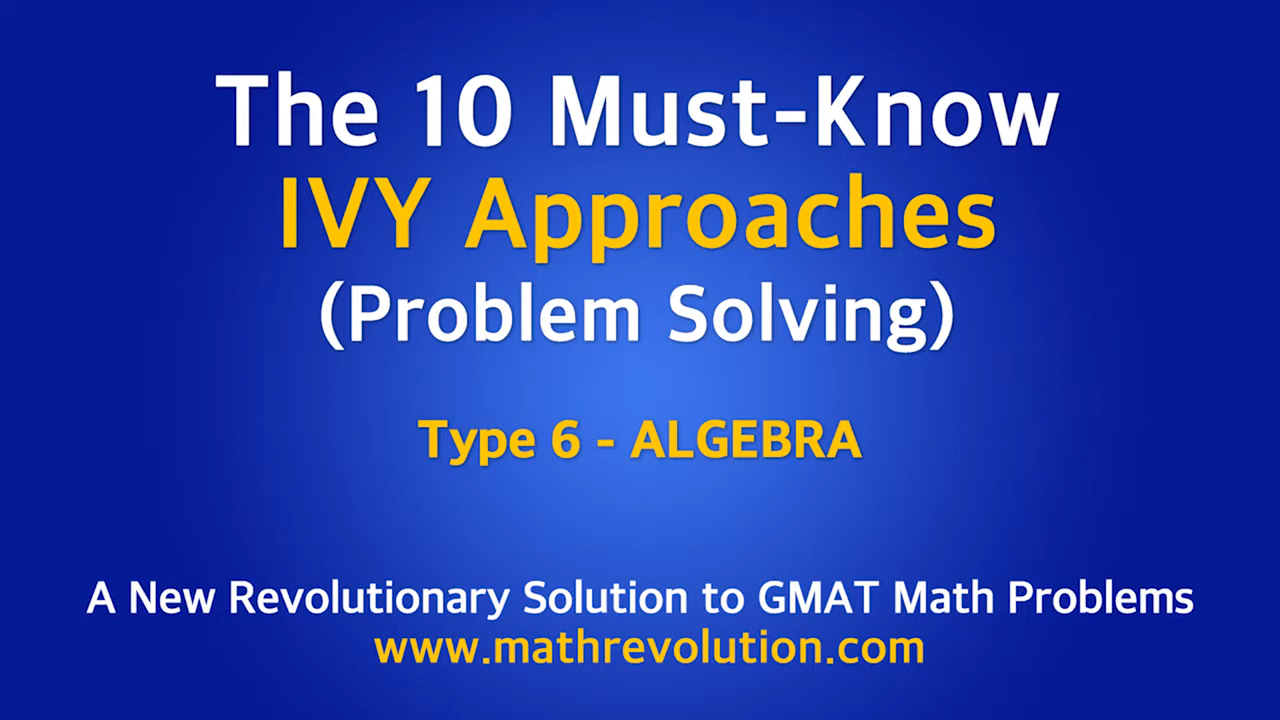 The 10 Must-Know
IVY Approaches
(Problem Solving)
Type 6 - ALGEBRA
A New Revolutionary Solution to GMAT Math Problems
www.mathrevolution.com